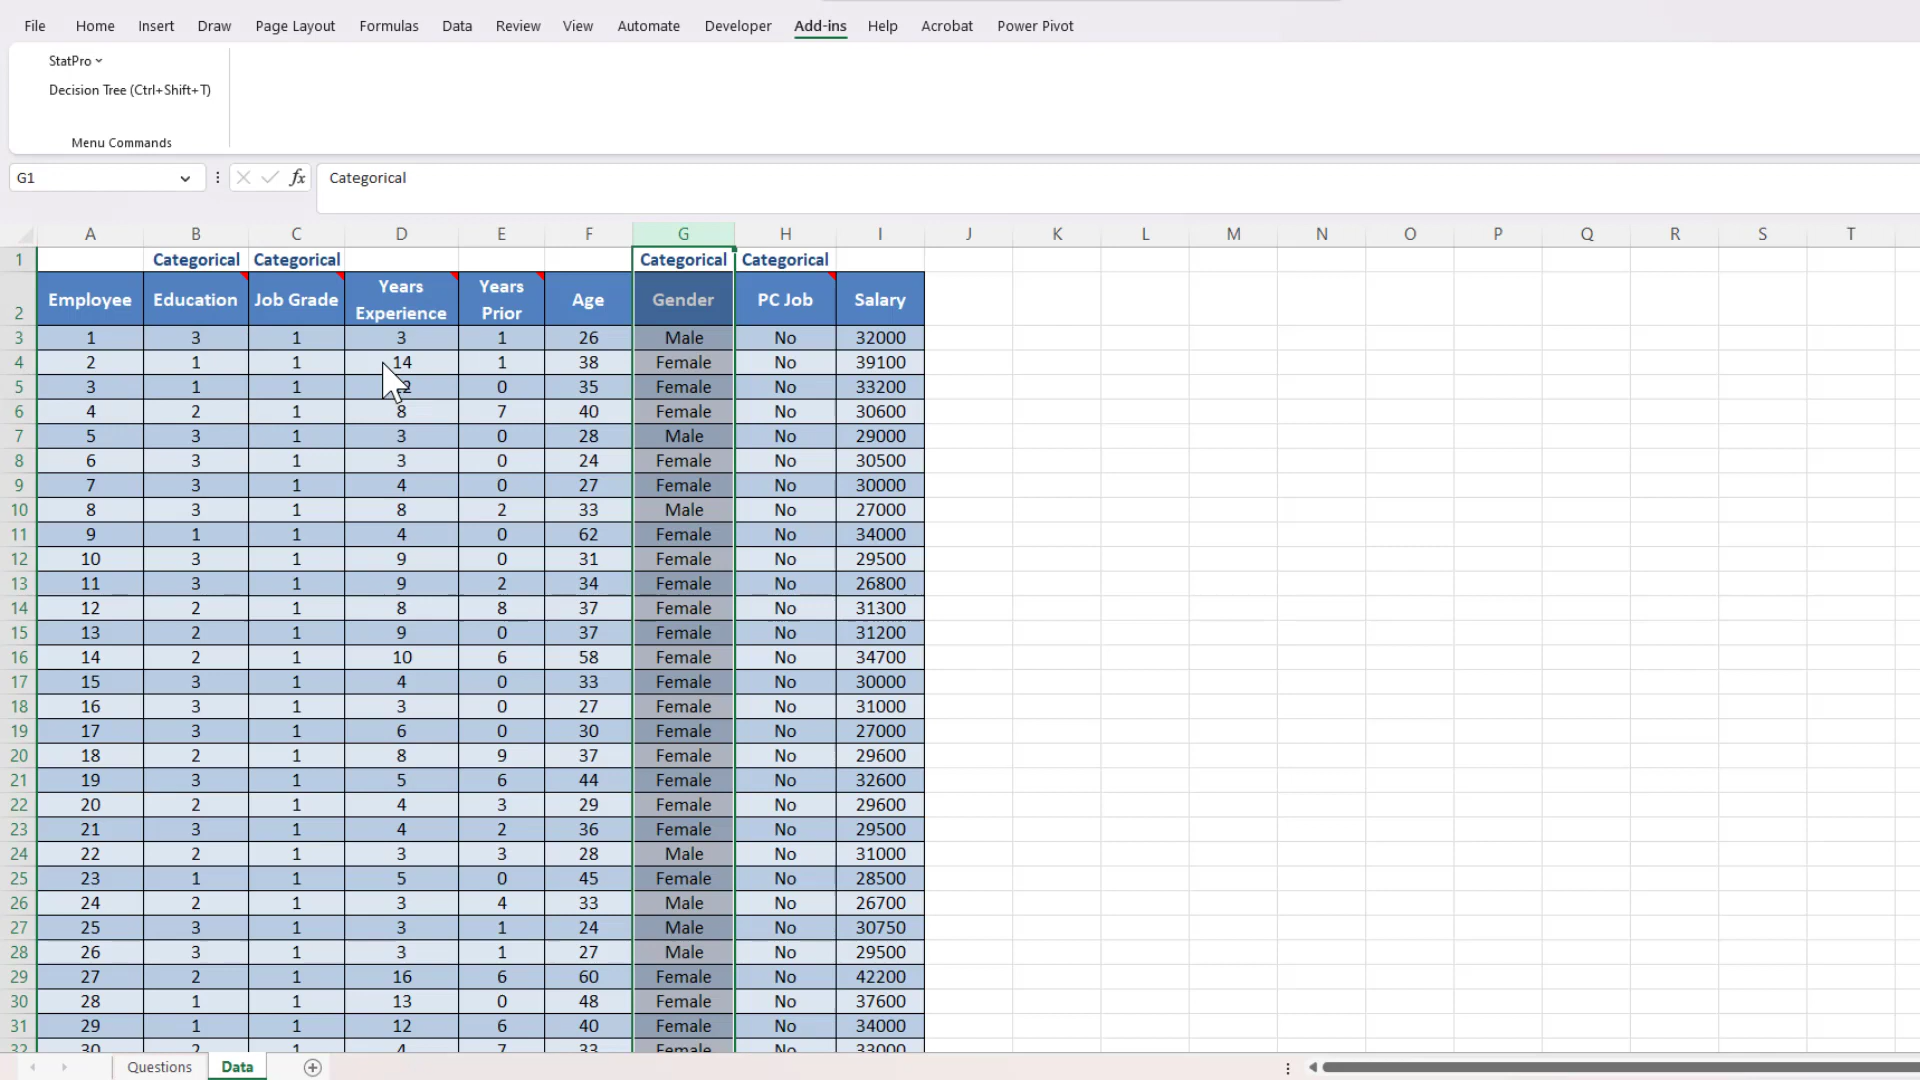 File Home Insert Draw Page Layout Formulas Data Review View Automate Developer Add-ins Help Acrobat Power Pivot
StatPro
Decision Tree (Ctrl+Shift+T)
Menu Commands
G1 fx Categorical
A B C D E F G H I J K L M N O P Q R S T
1 Categorical Categorical Categorical Categorical
2 Employee Education Job Grade Years Experience Years Prior Age Gender PC Job Salary
3 1 3 1 3 1 26 Male No 32000
4 2 1 1 14 1 38 Female No 39100
5 3 1 1 0 35 Female No 33200
6 4 2 1 8 7 40 Female No 30600
7 5 3 1 3 0 28 Male No 29000
8 6 3 1 3 0 24 Female No 30500
9 7 3 1 4 0 27 Female No 30000
10 8 3 1 8 2 33 Male No 27000
11 9 1 1 4 0 62 Female No 34000
12 10 3 1 9 0 31 Female No 29500
13 11 3 1 9 2 34 Female No 26800
14 12 2 1 8 8 37 Female No 31300
15 13 2 1 9 0 37 Female No 31200
16 14 2 1 10 6 58 Female No 34700
17 15 3 1 4 0 33 Female No 30000
18 16 3 1 3 0 27 Female No 31000
19 17 3 1 6 0 30 Female No 27000
20 18 2 1 8 9 37 Female No 29600
21 19 3 1 5 6 44 Female No 32600
22 20 2 1 4 3 29 Female No 29600
23 21 3 1 4 2 36 Female No 29500
24 22 2 1 3 3 28 Male No 31000
25 23 1 1 5 0 45 Female No 28500
26 24 2 1 3 4 33 Male No 26700
27 25 3 1 3 1 24 Male No 30750
28 26 3 1 3 1 27 Male No 29500
29 27 2 1 16 6 60 Female No 42200
30 28 1 1 13 0 48 Female No 37600
31 29 1 1 12 6 40 Female No 34000
32 30 2 1 4 7 33 Female No 33000
Questions Data